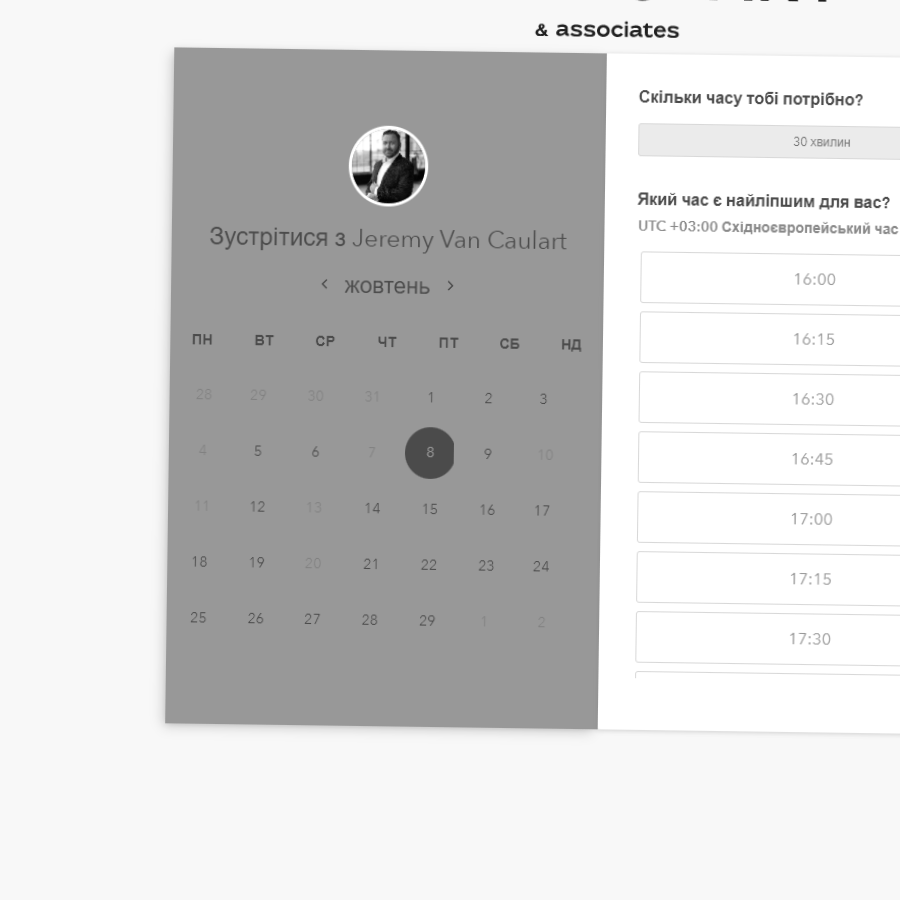 & associates
Зустрітися з Jeremy Van Caulart
‹ жовтень ›
ПН ВТ СР ЧТ ПТ СБ НД
28 29 30 31 1 2 3
4 5 6 7 8 9 10
11 12 13 14 15 16 17
18 19 20 21 22 23 24
25 26 27 28 29 1 2
Скільки часу тобі потрібно?
30 хвилин
Який час є найліпшим для вас?
UTC +03:00 Східноєвропейський час
16:00
16:15
16:30
16:45
17:00
17:15
17:30